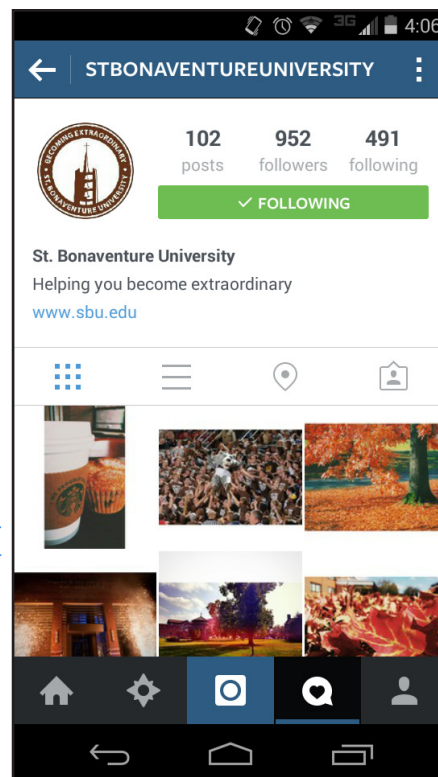 3G 4:06
STBONAVENTUREUNIVERSITY
BECOMING EXTRAORDINARY
ST. BONAVENTURE UNIVERSITY
102 952 491
posts followers following
✓ FOLLOWING
St. Bonaventure University
Helping you become extraordinary
www.sbu.edu